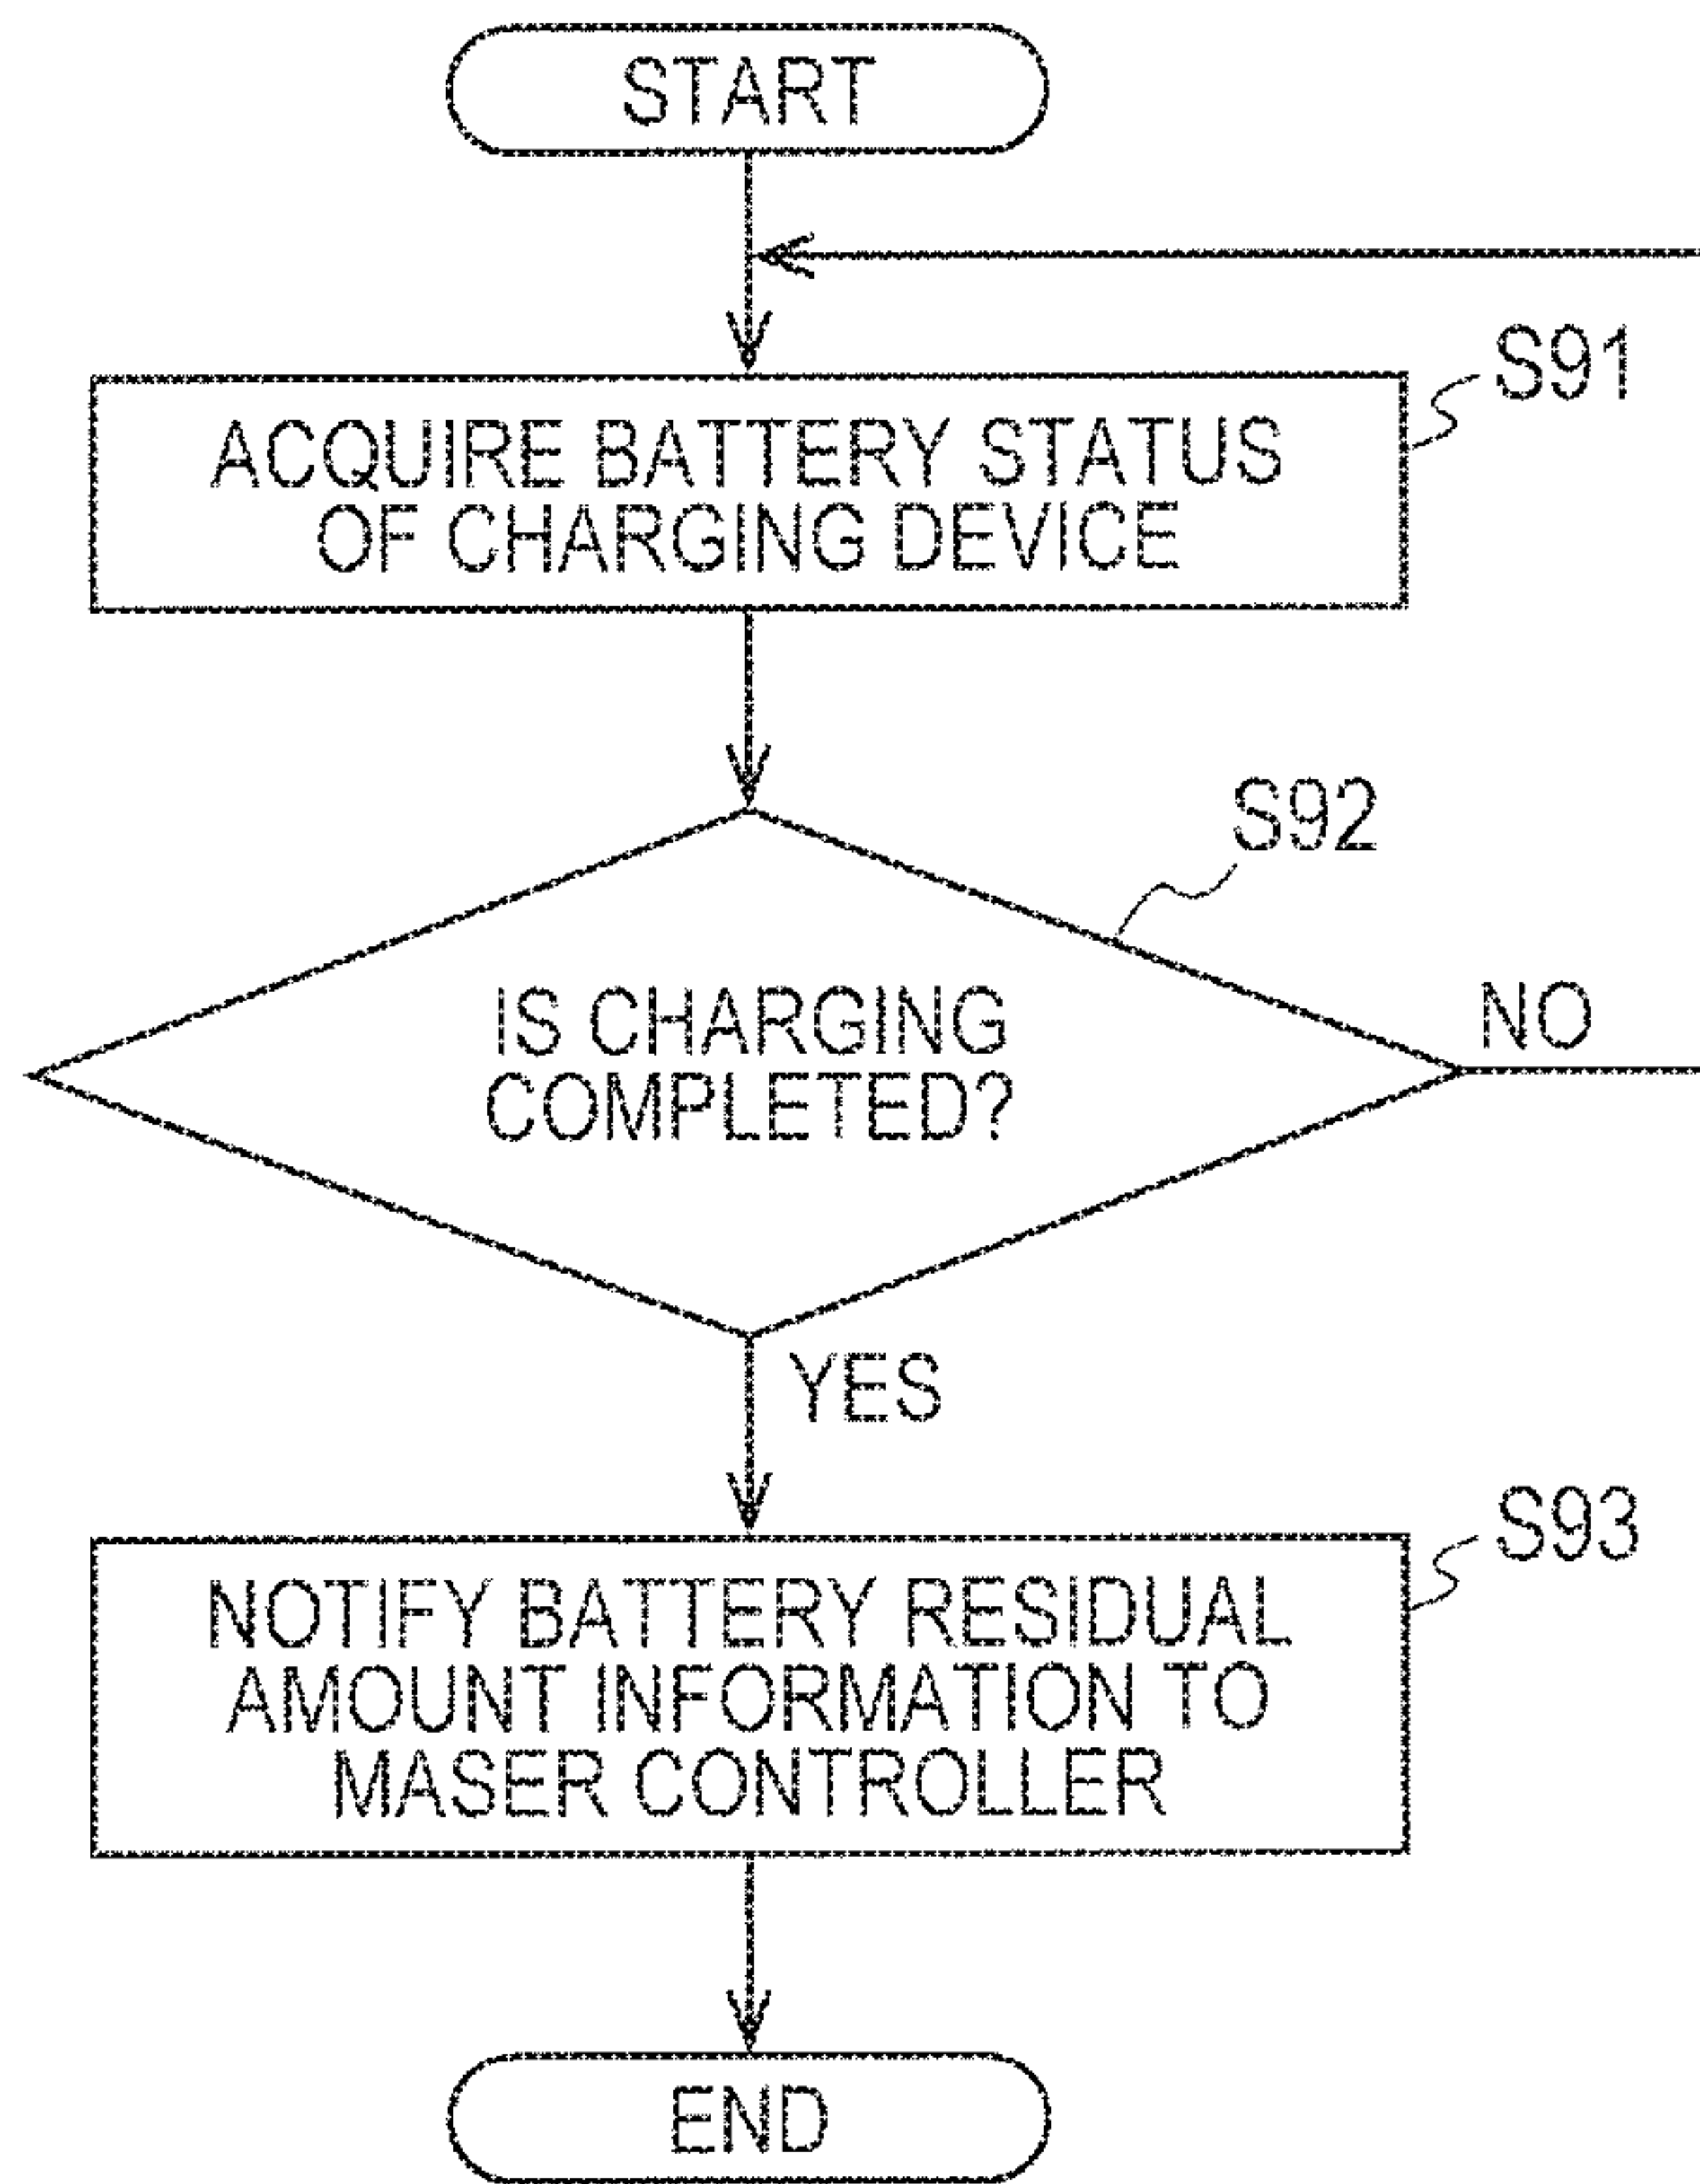 START
S91
ACQUIRE BATTERY STATUS
OF CHARGING DEVICE
S92
IS CHARGING
COMPLETED?
NO
YES
S93
NOTIFY BATTERY RESIDUAL
AMOUNT INFORMATION TO
MASER CONTROLLER
END